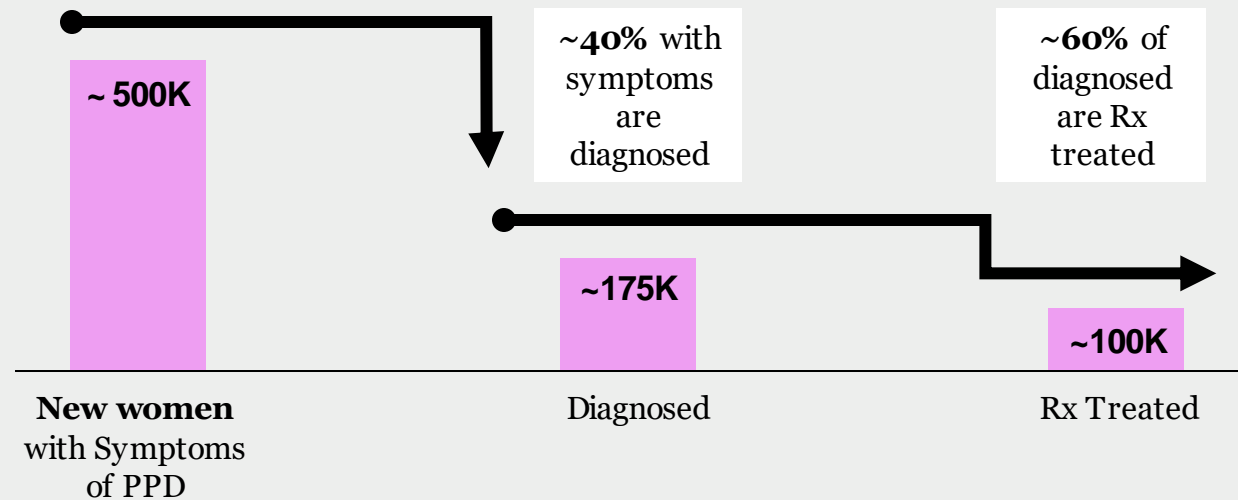 ~40% with
symptoms
are
diagnosed
~60% of
diagnosed
are Rx
treated
~ 500K
~175K
~100K
New women
with Symptoms
of PPD
Diagnosed
Rx Treated